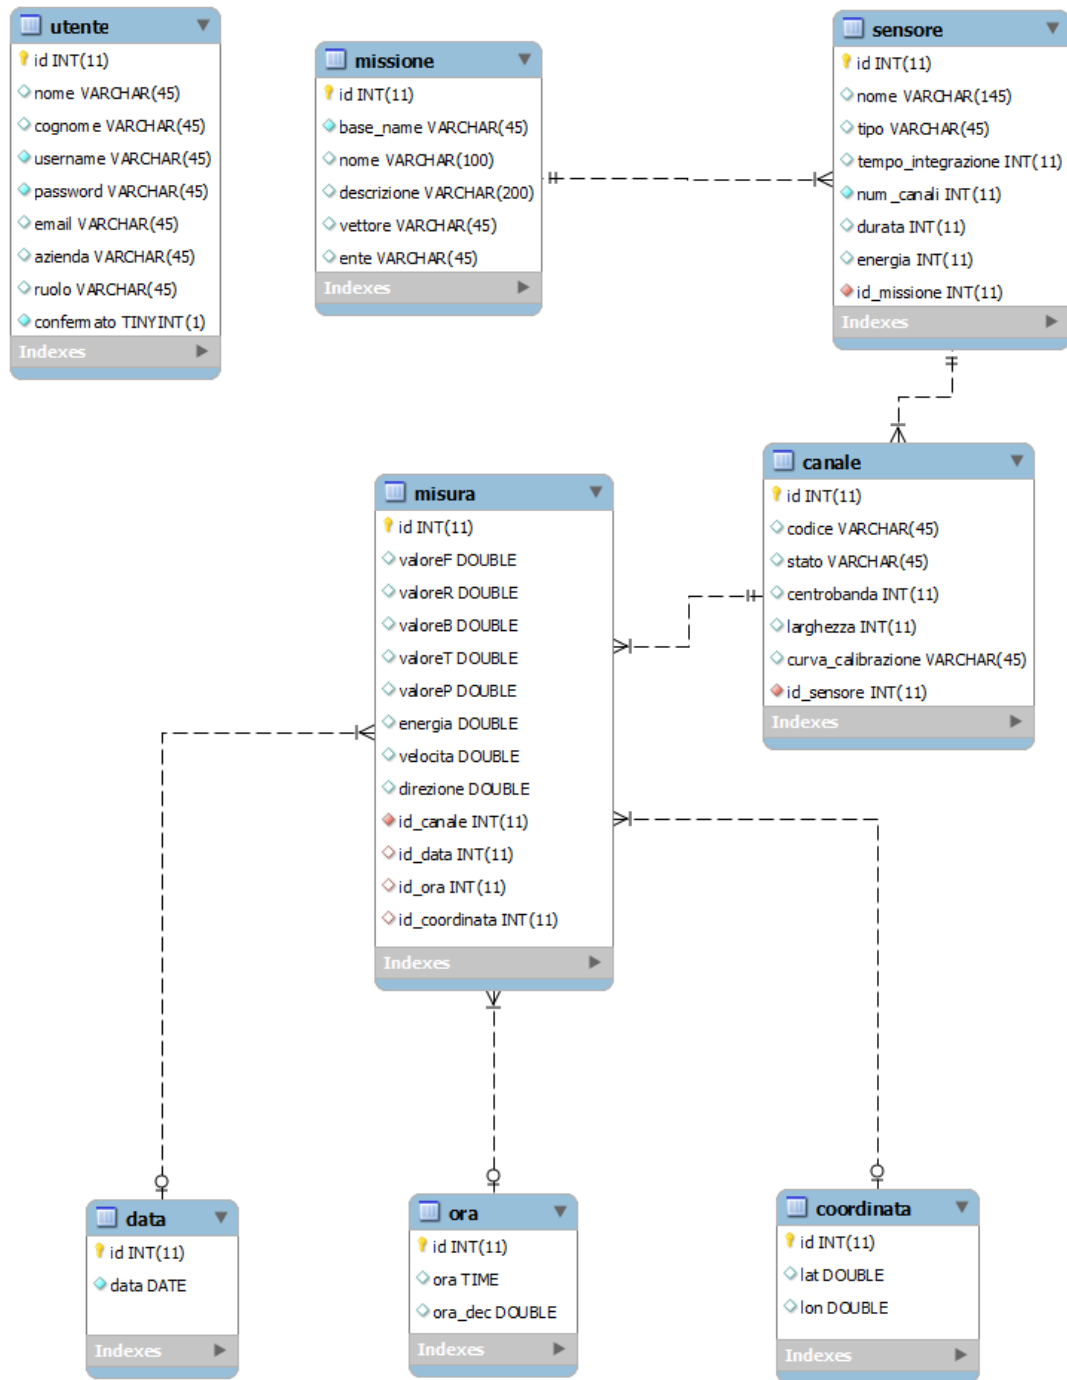 utente
id INT(11)
nome VARCHAR(45)
cognome VARCHAR(45)
username VARCHAR(45)
password VARCHAR(45)
email VARCHAR(45)
azienda VARCHAR(45)
ruolo VARCHAR(45)
confermato TINYINT(1)
Indexes
missione
id INT(11)
base_name VARCHAR(45)
nome VARCHAR(100)
descrizione VARCHAR(200)
vettore VARCHAR(45)
ente VARCHAR(45)
Indexes
sensore
id INT(11)
nome VARCHAR(145)
tipo VARCHAR(45)
tempo_integrazione INT(11)
num_canali INT(11)
durata INT(11)
energia INT(11)
id_missione INT(11)
Indexes
canale
id INT(11)
codice VARCHAR(45)
stato VARCHAR(45)
centrobanda INT(11)
larghezza INT(11)
curva_calibrazione VARCHAR(45)
id_sensore INT(11)
Indexes
misura
id INT(11)
valoreF DOUBLE
valoreR DOUBLE
valoreB DOUBLE
valoreT DOUBLE
valoreP DOUBLE
energia DOUBLE
velocita DOUBLE
direzione DOUBLE
id_canale INT(11)
id_data INT(11)
id_ora INT(11)
id_coordinata INT(11)
Indexes
data
id INT(11)
data DATE
Indexes
ora
id INT(11)
ora TIME
ora_dec DOUBLE
Indexes
coordinata
id INT(11)
lat DOUBLE
lon DOUBLE
Indexes